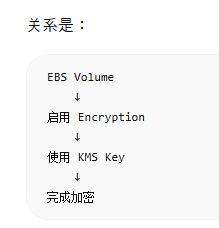 关系是：
EBS Volume
↓
启用 Encryption
↓
使用 KMS Key
↓
完成加密